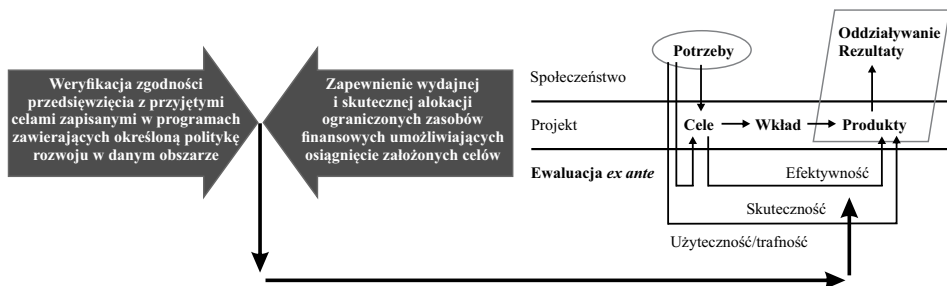 Weryfikacja zgodności
przedsięwzięcia z przyjętymi
celami zapisanymi w programach
zawierających określoną politykę
rozwoju w danym obszarze
Zapewnienie wydajnej
i skutecznej alokacji
ograniczonych zasobów
finansowych umożliwiających
osiągnięcie założonych celów
Potrzeby
Oddziaływanie
Rezultaty
Społeczeństwo
Projekt
Cele
Wkład
Produkty
Ewaluacja ex ante
Efektywność
Skuteczność
Użyteczność/trafność